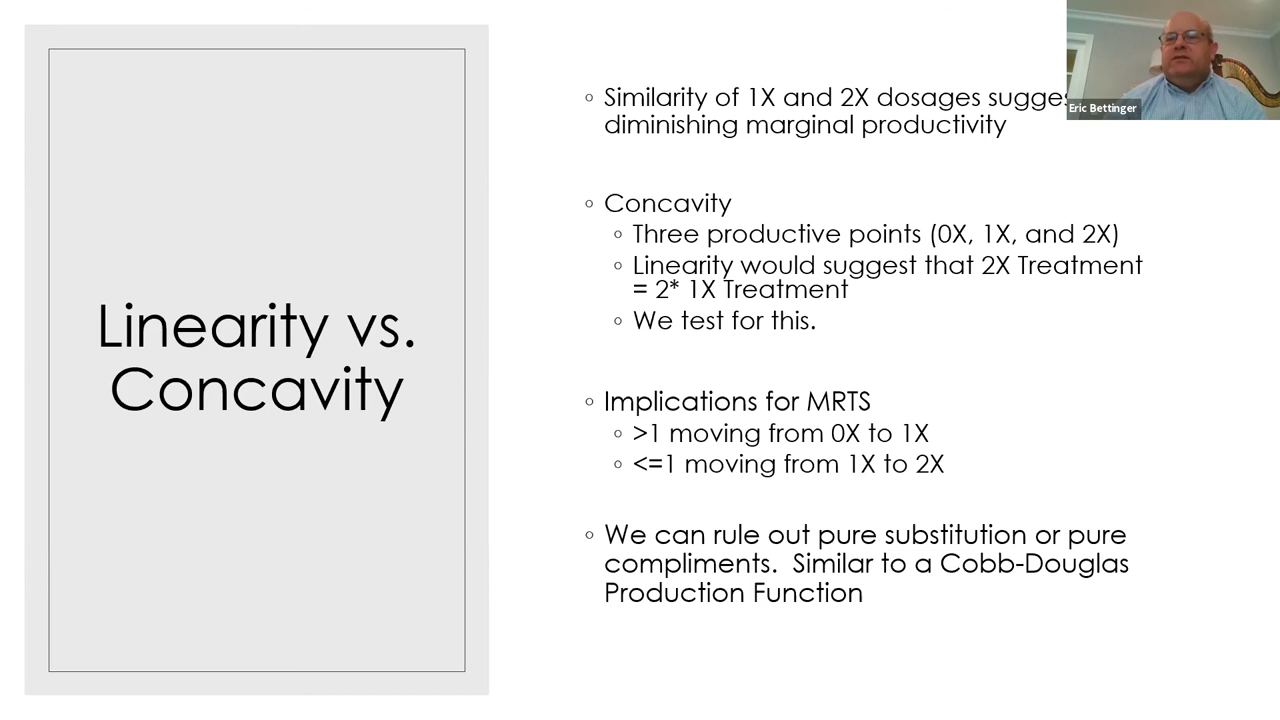 Linearity vs.
Concavity
◦ Similarity of 1X and 2X dosages
diminishing marginal productivity
◦ Concavity
◦ Three productive points (0X, 1X, and 2X)
◦ Linearity would suggest that 2X Treatment
= 2* 1X Treatment
◦ We test for this.
◦ Implications for MRTS
◦ >1 moving from 0X to 1X
◦ <=1 moving from 1X to 2X
◦ We can rule out pure substitution or pure
compliments.  Similar to a Cobb-Douglas
Production Function
Eric Bettinger